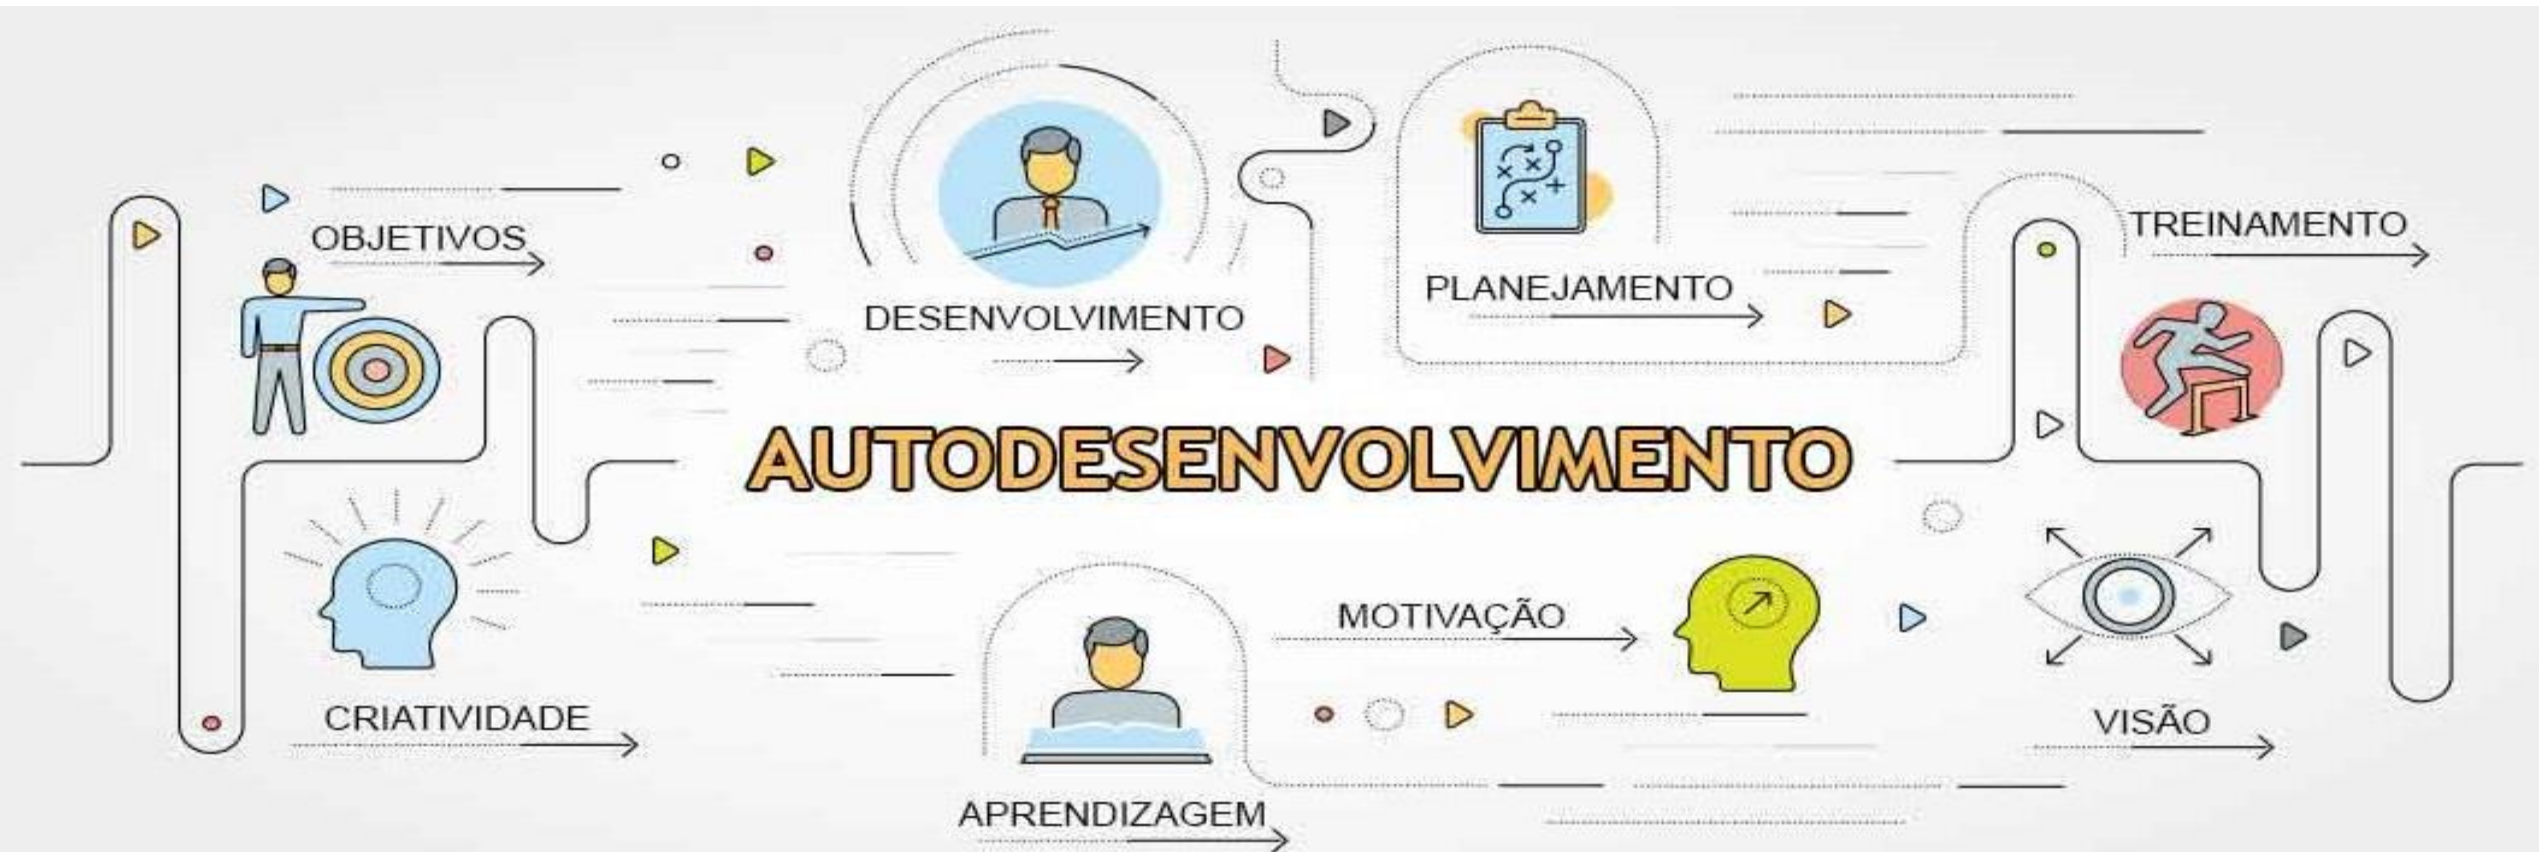 OBJETIVOS
DESENVOLVIMENTO
PLANEJAMENTO
TREINAMENTO
AUTODESENVOLVIMENTO
CRIATIVIDADE
APRENDIZAGEM
MOTIVAÇÃO
VISÃO